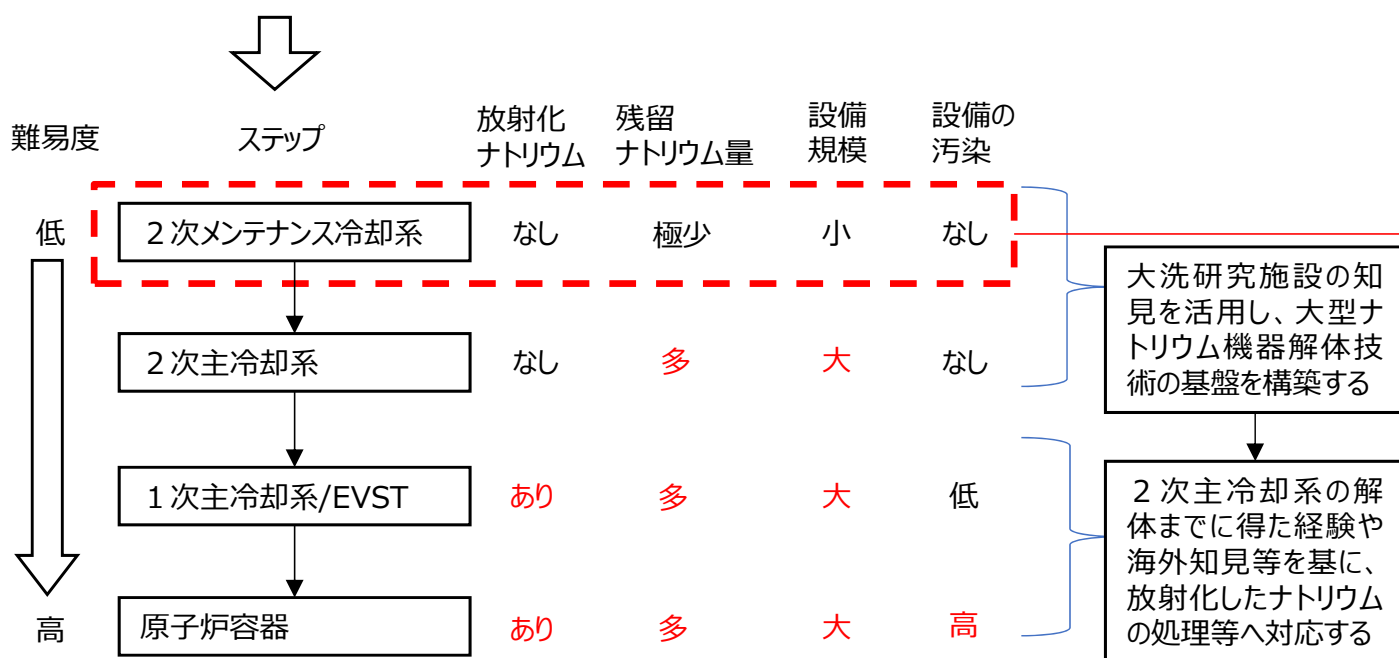 難易度
ステップ
放射化
ナトリウム
残留
ナトリウム量
設備
規模
設備の
汚染
低
２次メンテナンス冷却系
なし
極少
小
なし
２次主冷却系
なし
多
大
なし
１次主冷却系/EVST
あり
多
大
低
高
原子炉容器
あり
多
大
高
大洗研究施設の知
見を活用し、大型ナ
トリウム機器解体技
術の基盤を構築する
２次主冷却系の解
体までに得た経験や
海外知見等を基に、
放射化したナトリウム
の処理等へ対応する